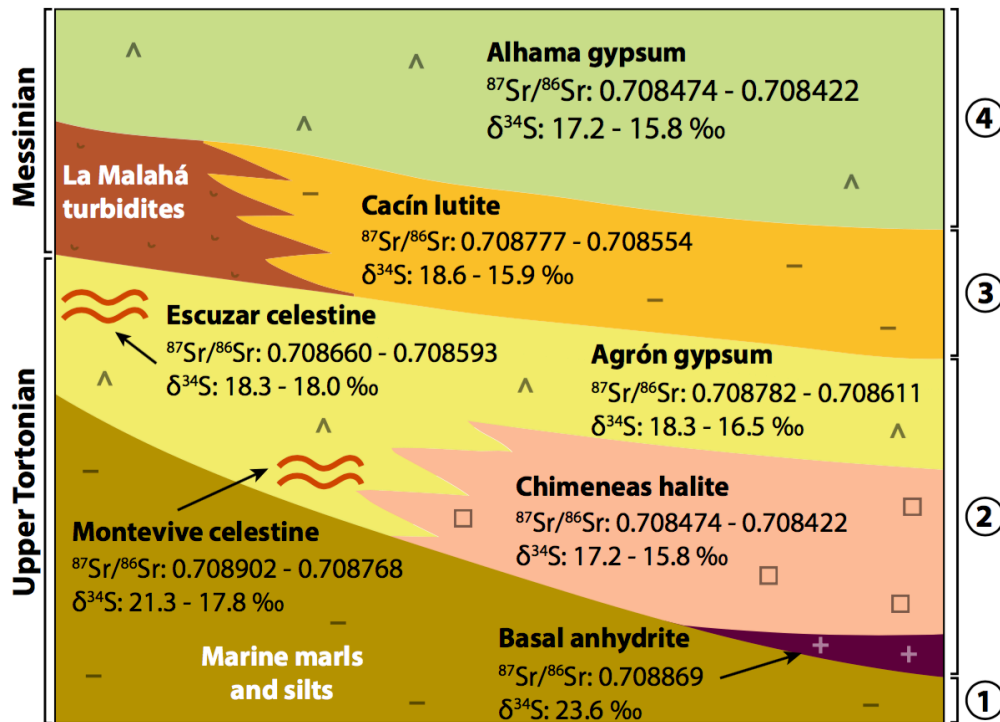 Messinian
Upper Tortonian
Alhama gypsum
⁸⁷Sr/⁸⁶Sr: 0.708474 - 0.708422
δ³⁴S: 17.2 - 15.8 ‰
La Malahá
turbidites
Cacín lutite
⁸⁷Sr/⁸⁶Sr: 0.708777 - 0.708554
δ³⁴S: 18.6 - 15.9 ‰
Escuzar celestine
⁸⁷Sr/⁸⁶Sr: 0.708660 - 0.708593
δ³⁴S: 18.3 - 18.0 ‰
Agrón gypsum
⁸⁷Sr/⁸⁶Sr: 0.708782 - 0.708611
δ³⁴S: 18.3 - 16.5 ‰
Chimeneas halite
⁸⁷Sr/⁸⁶Sr: 0.708474 - 0.708422
δ³⁴S: 17.2 - 15.8 ‰
Montevive celestine
⁸⁷Sr/⁸⁶Sr: 0.708902 - 0.708768
δ³⁴S: 21.3 - 17.8 ‰
Basal anhydrite
⁸⁷Sr/⁸⁶Sr: 0.708869
δ³⁴S: 23.6 ‰
Marine marls
and silts
4
3
2
1